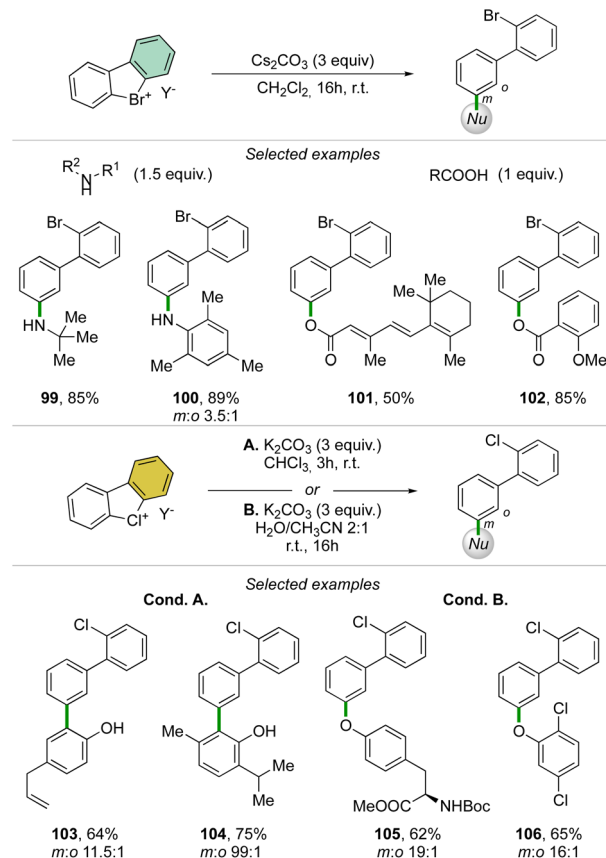 Br
Cs2CO3 (3 equiv)
CH2Cl2, 16h, r.t.
Br+ Y-
o
m
Nu
Selected examples
R2 N H R1 (1.5 equiv.)
RCOOH (1 equiv.)
Br
Br
Br
Br
HN
Me
Me
Me
HN
Me
Me
Me
O
O
Me
Me
Me
Me
O
O
OMe
99, 85%
100, 89%
m:o 3.5:1
101, 50%
102, 85%
A. K2CO3 (3 equiv.)
CHCl3, 3h, r.t.
or
B. K2CO3 (3 equiv.)
H2O/CH3CN 2:1
r.t., 16h
Cl+ Y-
Cl
o
m
Nu
Selected examples
Cond. A.
Cond. B.
Cl
Cl
Cl
Cl
OH
Me
OH
Me
Me
O
MeO2C
NHBoc
O
Cl
Cl
103, 64%
m:o 11.5:1
104, 75%
m:o 99:1
105, 62%
m:o 19:1
106, 65%
m:o 16:1